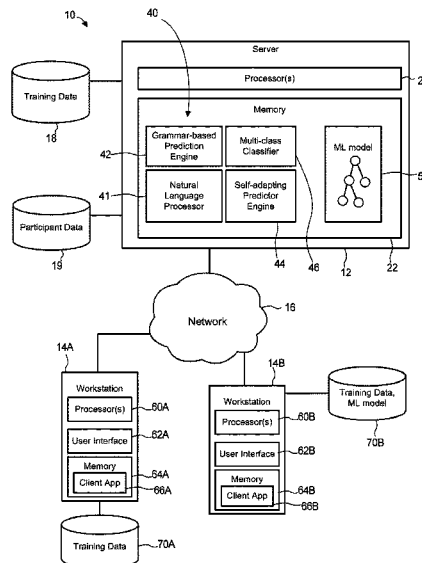 10
40
Server
Processor(s)
2
Training Date
18
Memory
Grammar-based
Prediction
Engine
Multi-class
Classifier
ML model
42
5
Natural
Language
Processor
Self-adapting
Predictor
Engine
41
Participant Data
19
46
44
22
12
Network
16
14A
14B
Workstation
Processor(s)
60A
User Interface
62A
Memory
64A
Client App
66A
Training Data
70A
Workstation
Processor(s)
60B
User Interface
62B
Memory
64B
Client App
66B
Training Data,
ML model
70B